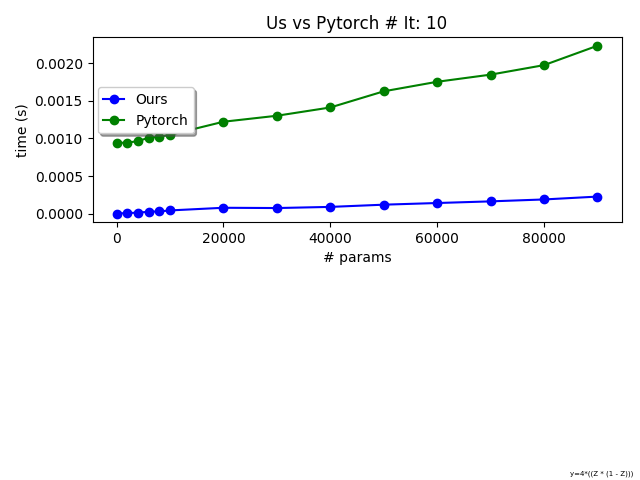 Us vs Pytorch # It: 10
time (s)
0.0020
0.0015
0.0010
0.0005
0.0000
Ours
Pytorch
0 20000 40000 60000 80000
# params
y=4*((Z * (1 - Z)))